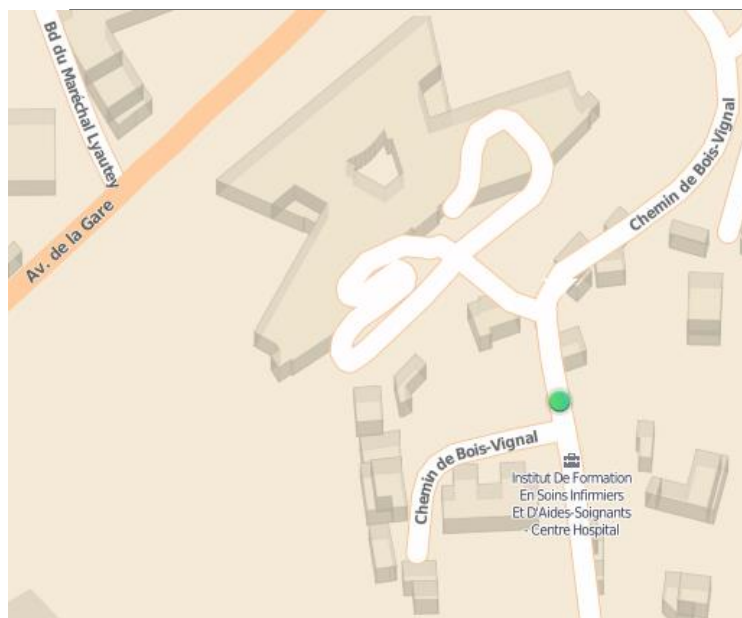 Bd du Maréchal Lyautey
Av. de la Gare
Chemin de Bois-Vignal
Chemin de Bois-Vignal
Institut De Formation
En Soins Infirmiers
Et D'Aides-Soignants
- Centre Hospital